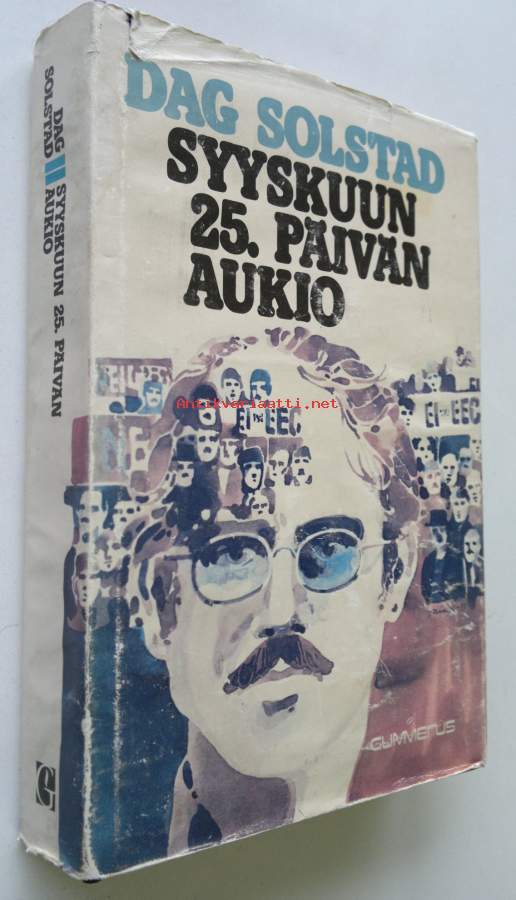 DAG SOLSTAD
SYYSKUUN
25. PÄIVÄN
AUKIO
DAG SOLSTAD
SYYSKUUN 25. PÄIVÄN
AUKIO
EI EEC
EI EEC
Antikvariaatti.net
GUMMERUS
G